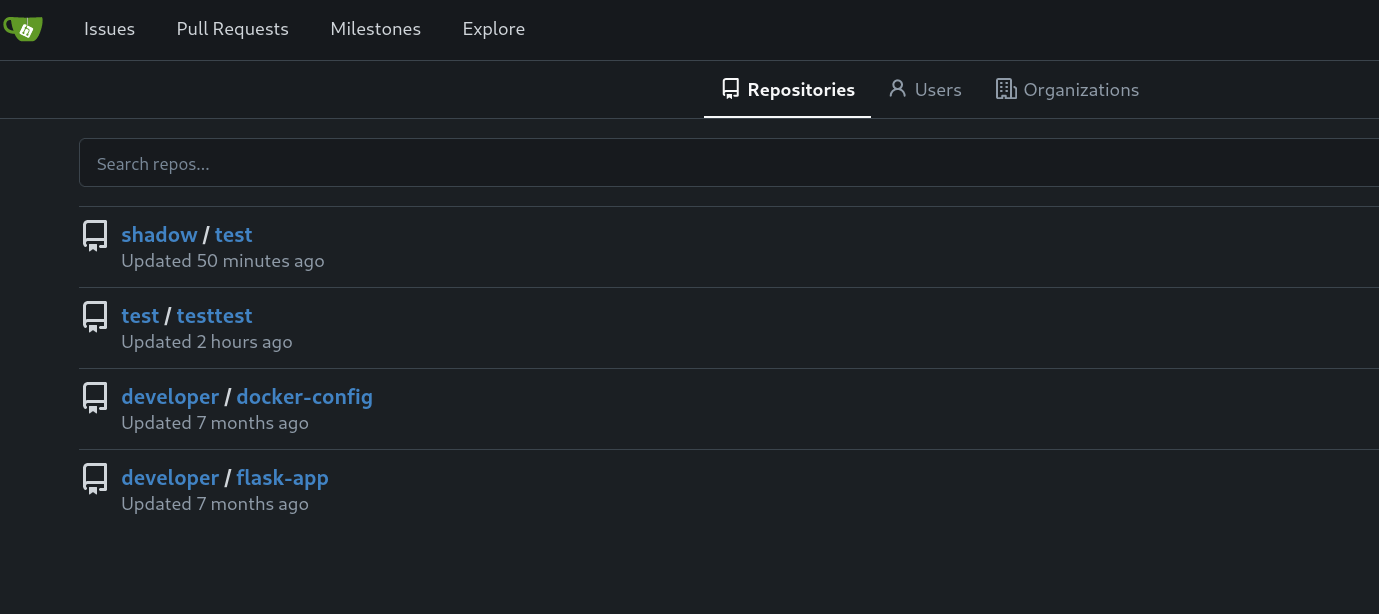 Issues Pull Requests Milestones Explore
Repositories Users Organizations
Search repos...
shadow / test
Updated 50 minutes ago
test / testtest
Updated 2 hours ago
developer / docker-config
Updated 7 months ago
developer / flask-app
Updated 7 months ago